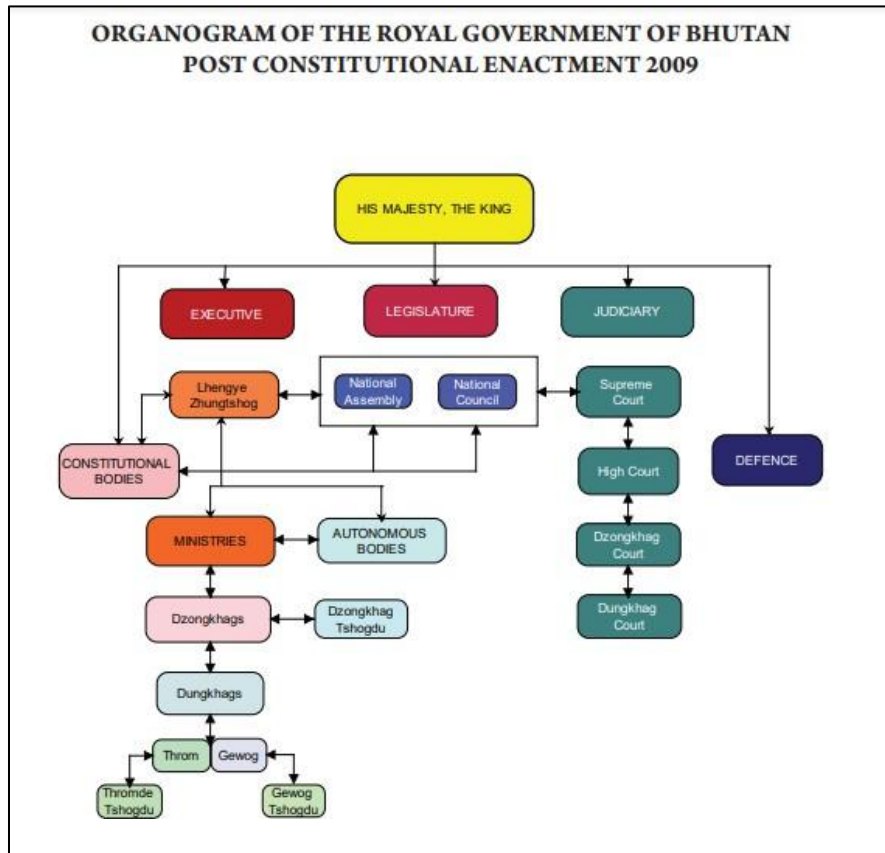 ORGANOGRAM OF THE ROYAL GOVERNMENT OF BHUTAN
POST CONSTITUTIONAL ENACTMENT 2009
HIS MAJESTY, THE KING
EXECUTIVE
LEGISLATURE
JUDICIARY
Lhengye
Zhungtshog
National
Assembly
National
Council
Supreme
Court
CONSTITUTIONAL
BODIES
High Court
DEFENCE
MINISTRIES
AUTONOMOUS
BODIES
Dzongkhag
Court
Dzongkhags
Dzongkhag
Tshogdu
Dungkhag
Court
Dungkhags
Throm
Gewog
Thromde
Tshogdu
Gewog
Tshogdu